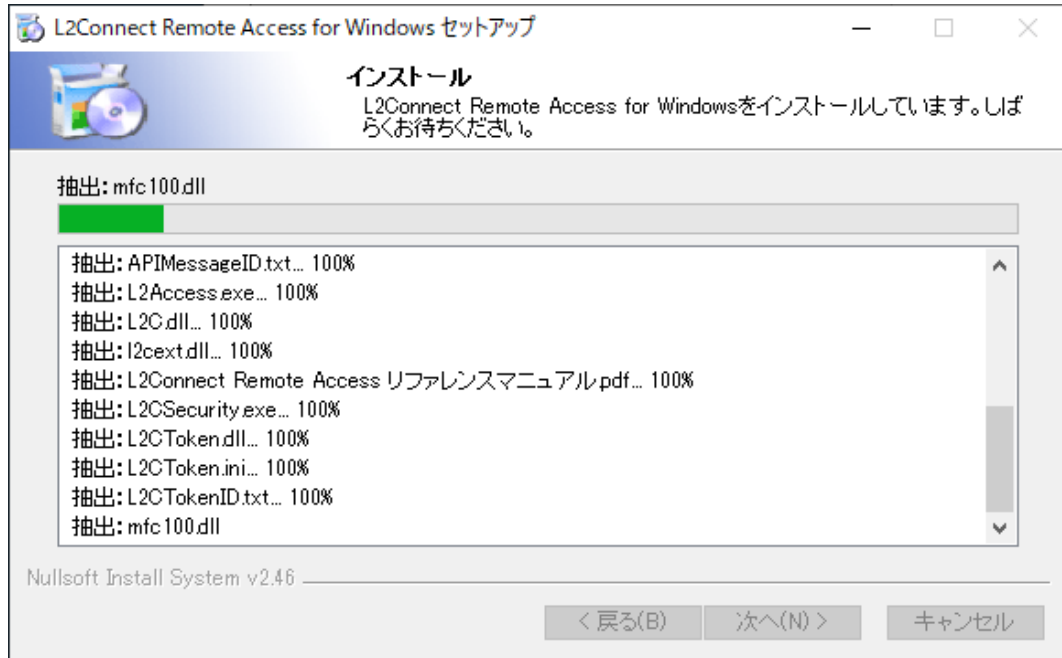 L2Connect Remote Access for Windows セットアップ
インストール
L2Connect Remote Access for Windowsをインストールしています。しば
らくお待ちください。
抽出: mfc100.dll
抽出: APIMessageID.txt... 100%
抽出: L2Access.exe... 100%
抽出: L2C.dll... 100%
抽出: l2cext.dll... 100%
抽出: L2Connect Remote Access リファレンスマニュアル.pdf... 100%
抽出: L2CSecurity.exe... 100%
抽出: L2CToken.dll... 100%
抽出: L2CToken.ini... 100%
抽出: L2CTokenID.txt... 100%
抽出: mfc100.dll
Nullsoft Install System v2.46
< 戻る(B)
次へ(N) >
キャンセル